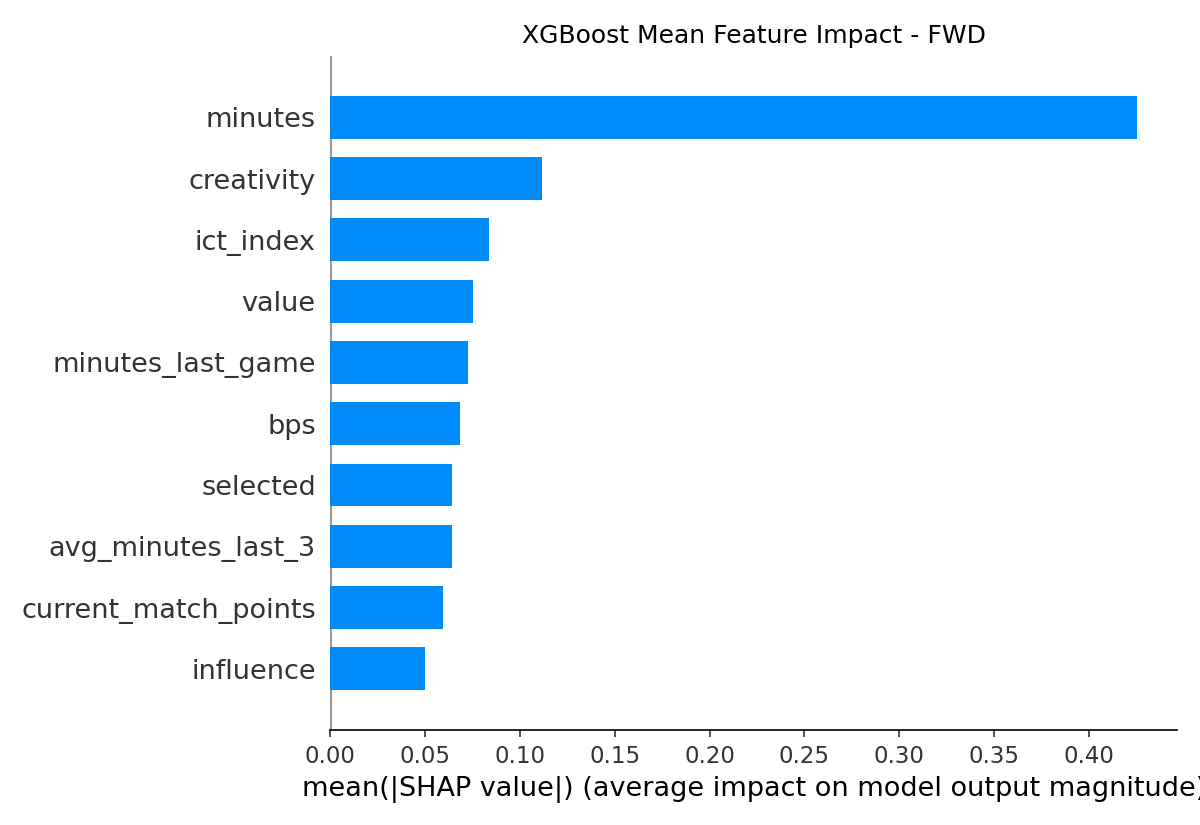 XGBoost Mean Feature Impact - FWD
minutes
creativity
ict_index
value
minutes_last_game
bps
selected
avg_minutes_last_3
current_match_points
influence
0.00 0.05 0.10 0.15 0.20 0.25 0.30 0.35 0.40
mean(|SHAP value|) (average impact on model output magnitude)